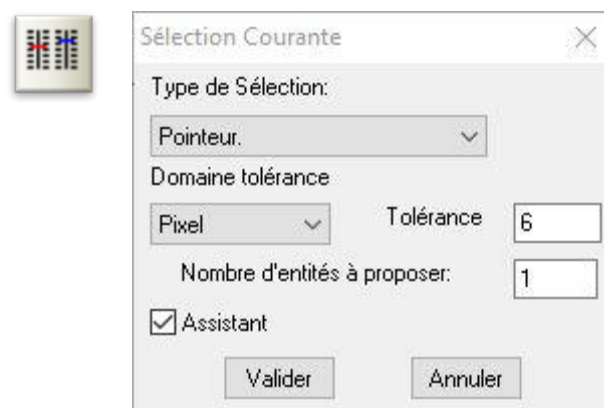 Sélection Courante
Type de Sélection:
Pointeur.
Domaine tolérance
Pixel Tolérance 6
Nombre d'entités à proposer: 1
Assistant
Valider Annuler